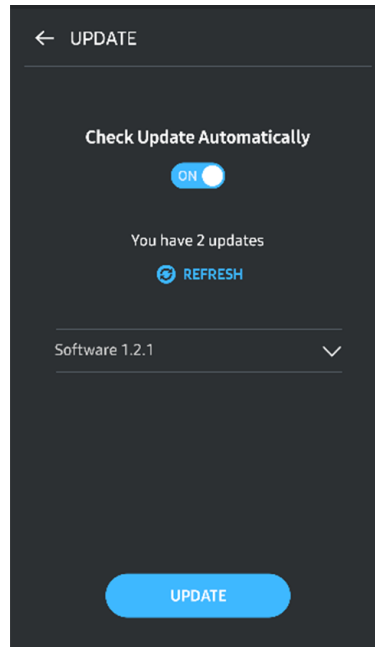 UPDATE
Check Update Automatically
ON
You have 2 updates
REFRESH
Software 1.2.1
UPDATE